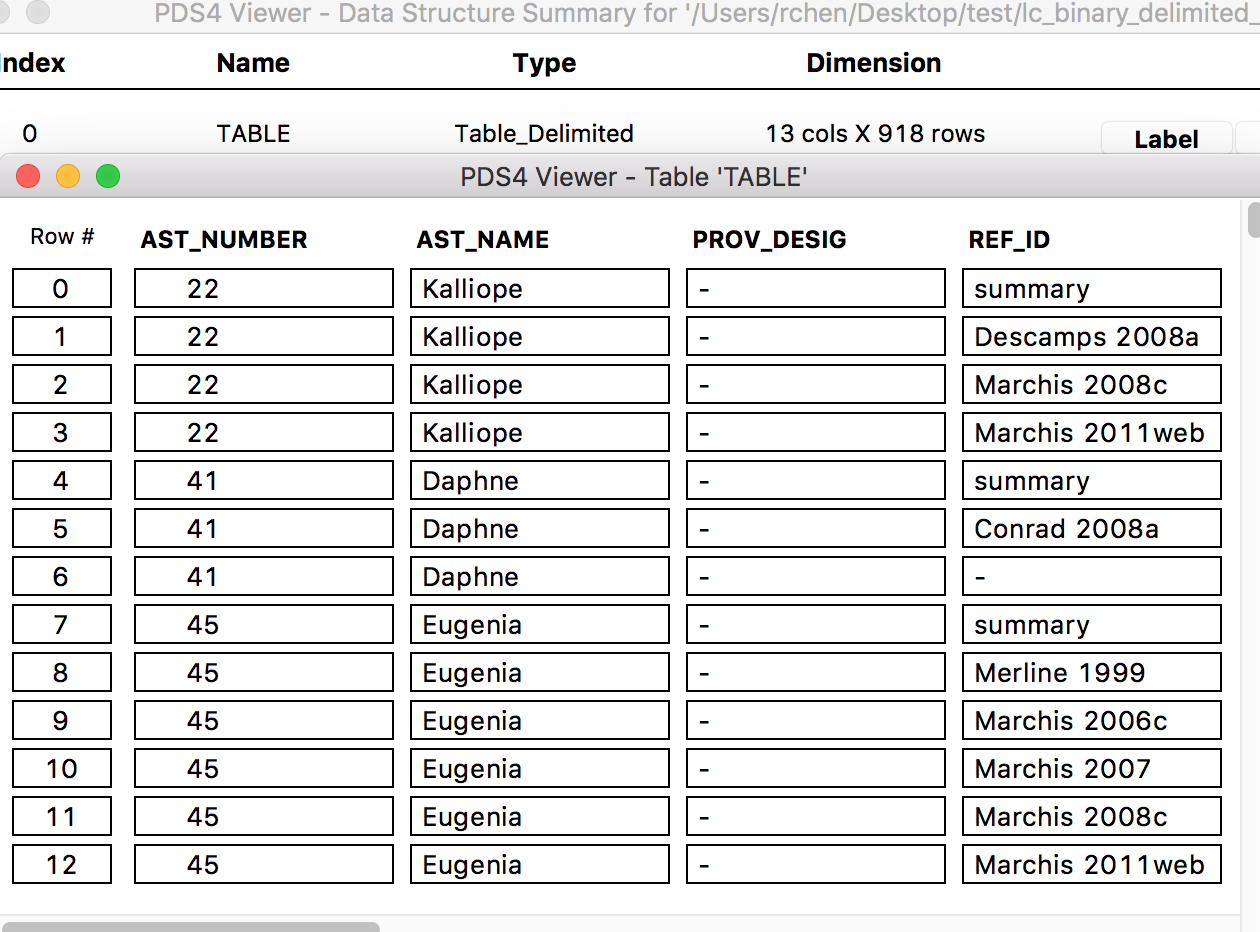 PDS4 Viewer - Data Structure Summary for '/Users/rchen/Desktop/test/lc_binary_delimited_
Index Name Type Dimension
0 TABLE Table_Delimited 13 cols X 918 rows Label
PDS4 Viewer - Table 'TABLE'
Row # AST_NUMBER AST_NAME PROV_DESIG REF_ID
0 22 Kalliope - summary
1 22 Kalliope - Descamps 2008a
2 22 Kalliope - Marchis 2008c
3 22 Kalliope - Marchis 2011web
4 41 Daphne - summary
5 41 Daphne - Conrad 2008a
6 41 Daphne - -
7 45 Eugenia - summary
8 45 Eugenia - Merline 1999
9 45 Eugenia - Marchis 2006c
10 45 Eugenia - Marchis 2007
11 45 Eugenia - Marchis 2008c
12 45 Eugenia - Marchis 2011web